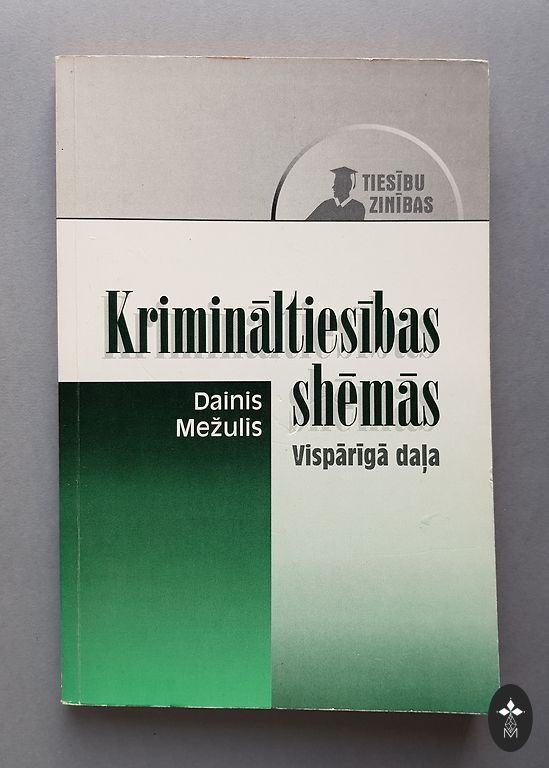 TIESĪBU
ZINĪBAS
Krimināltiesības
shēmās
Dainis
Mežulis
Vispārīgā daļa
M